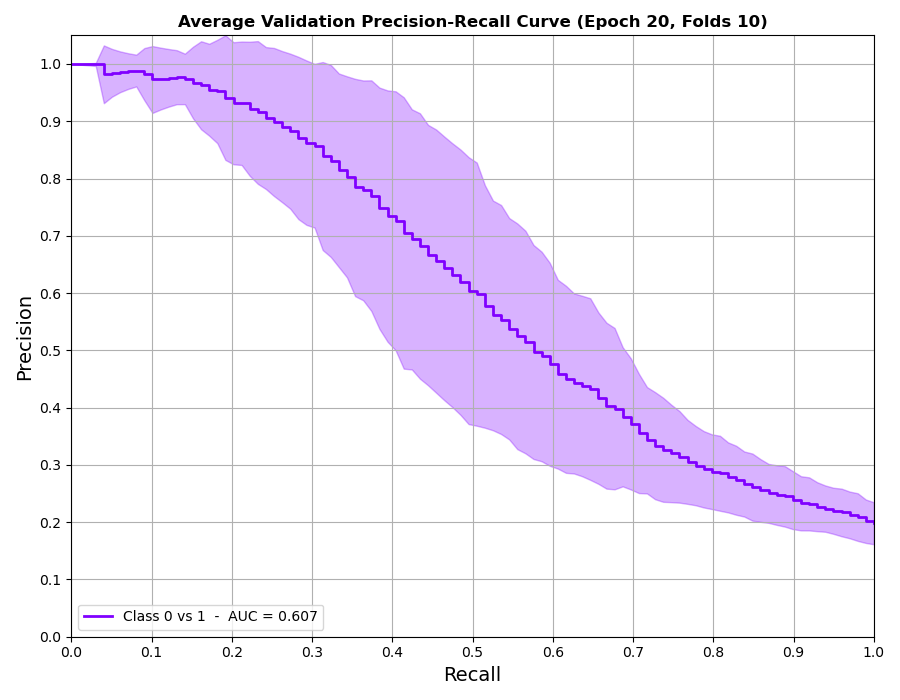 Average Validation Precision-Recall Curve (Epoch 20, Folds 10)
Precision
1.0
0.9
0.8
0.7
0.6
0.5
0.4
0.3
0.2
0.1
0.0
Class 0 vs 1 - AUC = 0.607
0.0 0.1 0.2 0.3 0.4 0.5 0.6 0.7 0.8 0.9 1.0
Recall